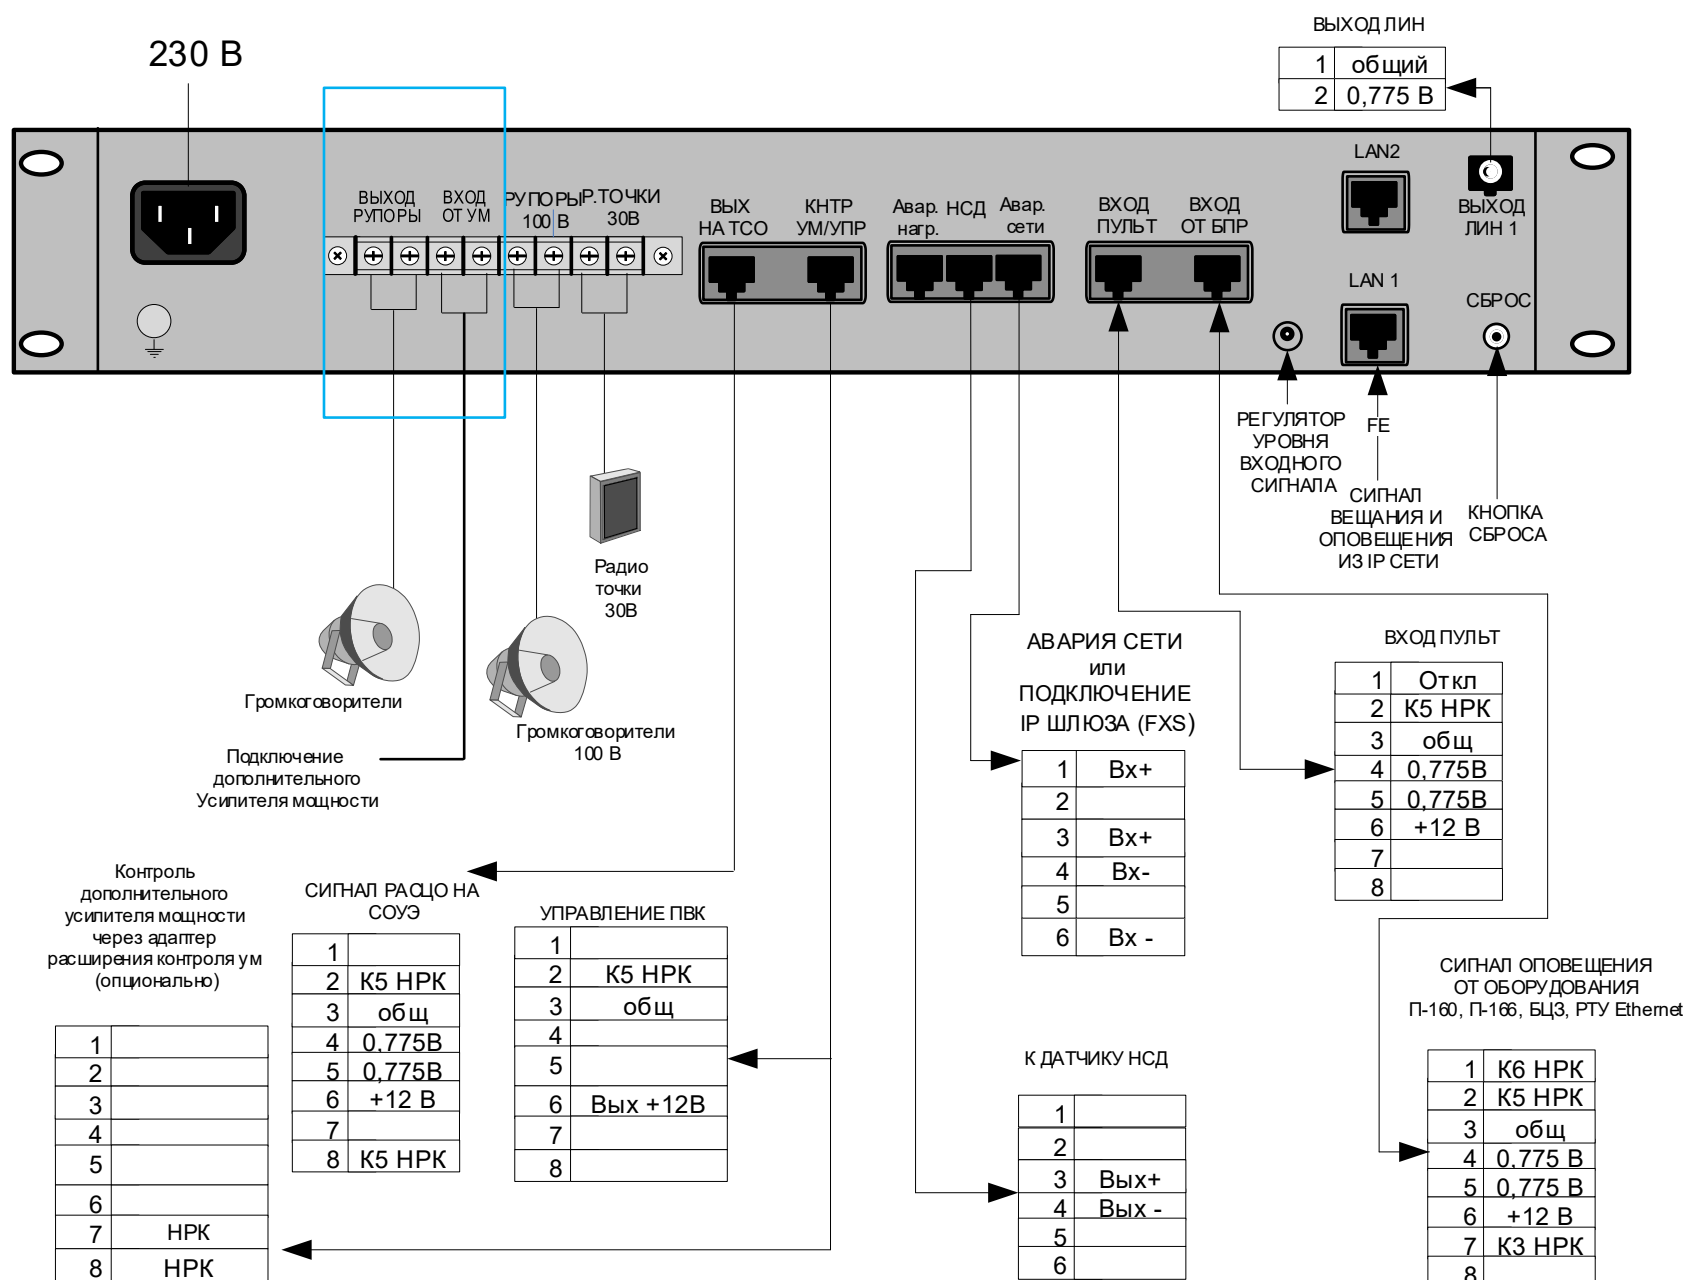 ВЫХОД ЛИН
1 общий
2 0,775 В
230 В
ВЫХОД
РУПОРЫ
ВХОД
ОТ УМ
РУПОРЫ
100 В
Р.ТОЧКИ
30В
ВЫХ
НА ТСО
КНТР
УМ/УПР
Авар.
нагр.
НСД
Авар.
сети
ВХОД
ПУЛЬТ
ВХОД
ОТ БПР
LAN2
ВЫХОД
ЛИН 1
LAN 1
СБРОС
РЕГУЛЯТОР
УРОВНЯ
ВХОДНОГО
СИГНАЛА
FE
СИГНАЛ
ВЕЩАНИЯ И
ОПОВЕЩЕНИЯ
ИЗ IP СЕТИ
КНОПКА
СБРОСА
Радио
точки
30В
Громкоговорители
Громкоговорители
100 В
Подключение
дополнительного
Усилителя мощности
АВАРИЯ СЕТИ
или
ПОДКЛЮЧЕНИЕ
IP ШЛЮЗА (FXS)
1 Вх+
2
3 Вх+
4 Вх-
5
6 Вх -
ВХОД ПУЛЬТ
1 Откл
2 К5 НРК
3 общ
4 0,775В
5 0,775В
6 +12 В
7
8
Контроль
дополнительного
усилителя мощности
через адаптер
расширения контроля ум
(опционально)
1
2
3
4
5
6
7 НРК
8 НРК
СИГНАЛ РАСЦО НА
СОУЭ
1
2 К5 НРК
3 общ
4 0,775В
5 0,775В
6 +12 В
7
8 К5 НРК
УПРАВЛЕНИЕ ПВК
1
2 К5 НРК
3 общ
4
5
6 Вых +12В
7
8
К ДАТЧИКУ НСД
1
2
3 Вых+
4 Вых -
5
6
СИГНАЛ ОПОВЕЩЕНИЯ
ОТ ОБОРУДОВАНИЯ
П-160, П-166, БЦЗ, РТУ Ethernet
1 К6 НРК
2 К5 НРК
3 общ
4 0,775 В
5 0,775 В
6 +12 В
7 К3 НРК
8